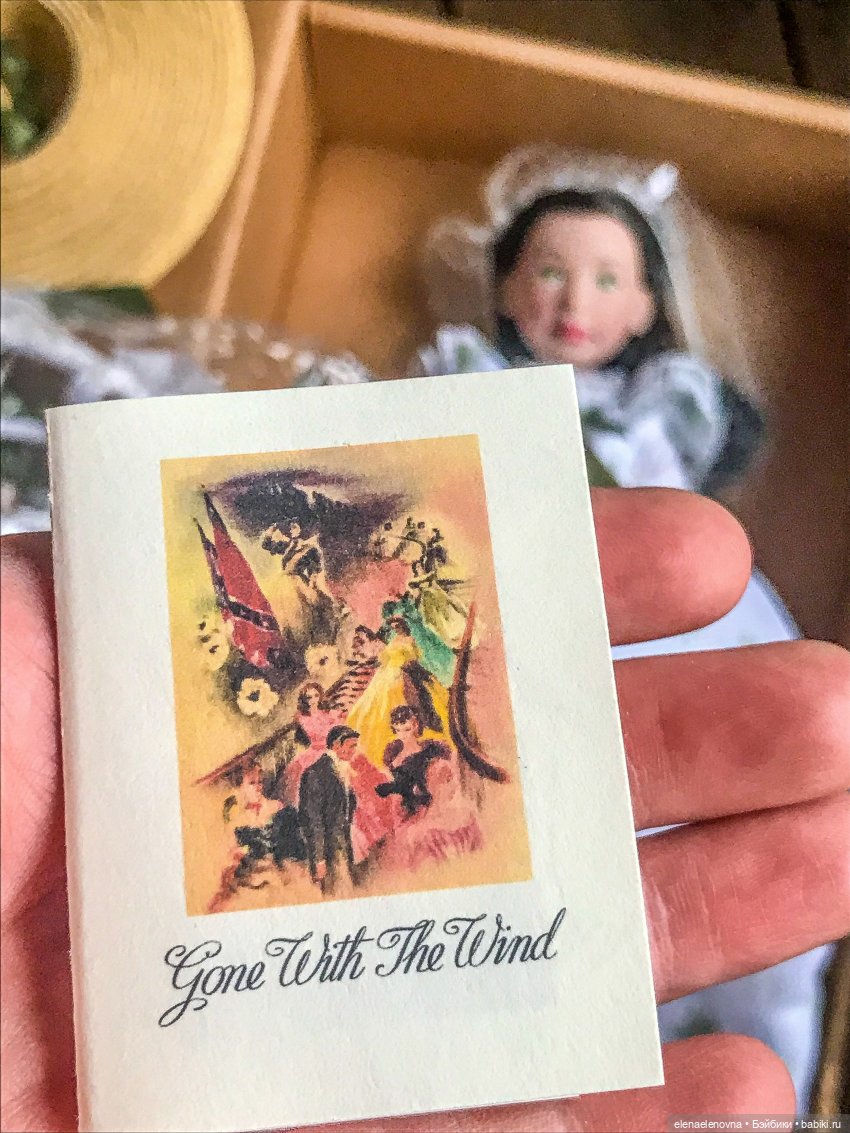 Gone With The Wind
elenaelenovna • Бэйбики • babiki.ru